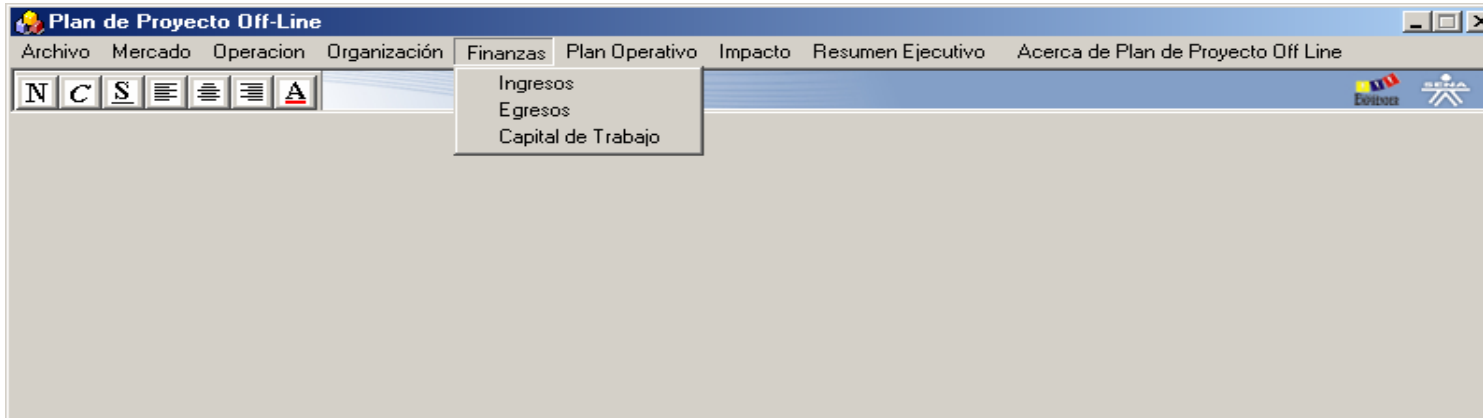 Plan de Proyecto Off-Line
Archivo Mercado Operacion Organización Finanzas Plan Operativo Impacto Resumen Ejecutivo Acerca de Plan de Proyecto Off Line
N C S A
SENA
Ingresos
Egresos
Capital de Trabajo